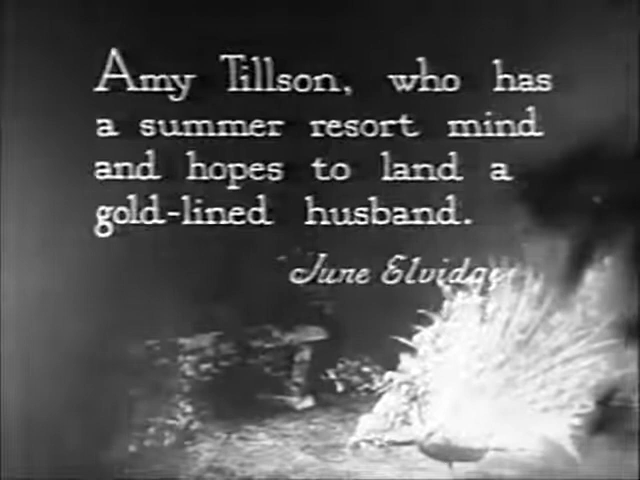 Amy Tillson, who has
a summer resort mind
and hopes to land a
gold-lined husband.
June Elvidge